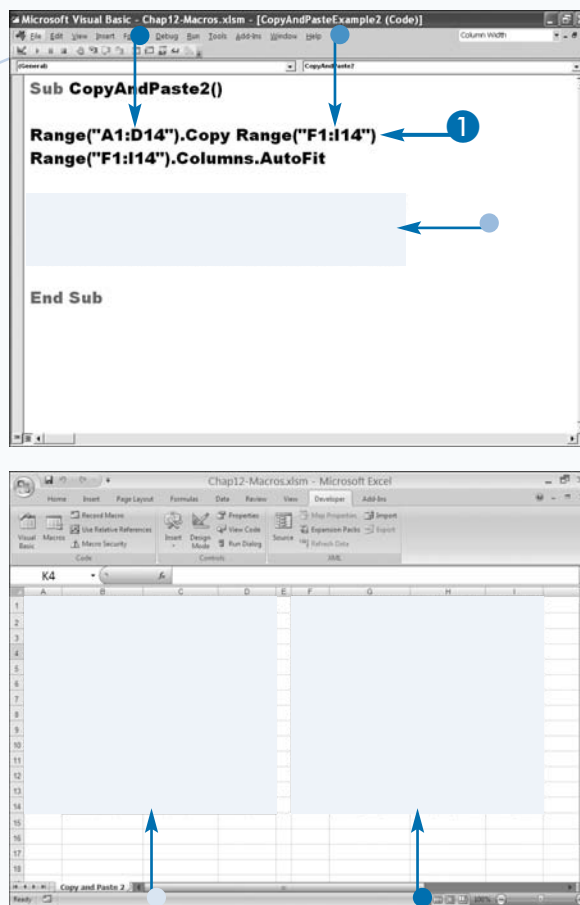 Microsoft Visual Basic - Chap12-Macros.xlsm - [CopyAndPasteExample2 (Code)]
File Edit View Insert Debug Run Tools Add-Ins Window Help
Column Width
(General)
CopyAndPaste2
Sub CopyAndPaste2()
Range("A1:D14").Copy Range("F1:I14")
1
Range("F1:I14").Columns.AutoFit
End Sub
Chap12-Macros.xlsm - Microsoft Excel
Home Insert Page Layout Formulas Data Review View Developer Add-Ins
Visual Basic
Macros
Record Macro
Use Relative References
Macro Security
Code
Insert
Design Mode
Properties
View Code
Run Dialog
Controls
Source
Map Properties
Expansion Packs
Refresh Data
Import
Export
XML
K4
fx
A B C D E F G H I
1
2
3
4
5
6
7
8
9
10
11
12
13
14
15
16
17
18
Copy and Paste 2
Ready
100%